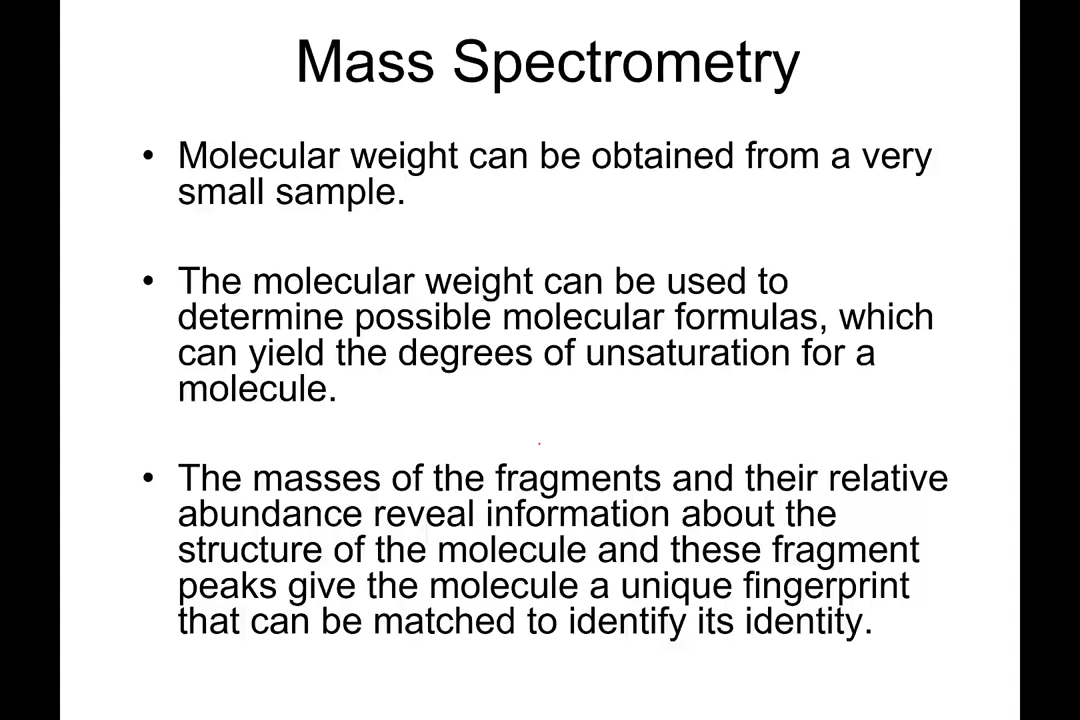 Mass Spectrometry
• Molecular weight can be obtained from a very
small sample.
• The molecular weight can be used to
determine possible molecular formulas, which
can yield the degrees of unsaturation for a
molecule.
• The masses of the fragments and their relative
abundance reveal information about the
structure of the molecule and these fragment
peaks give the molecule a unique fingerprint
that can be matched to identify its identity.